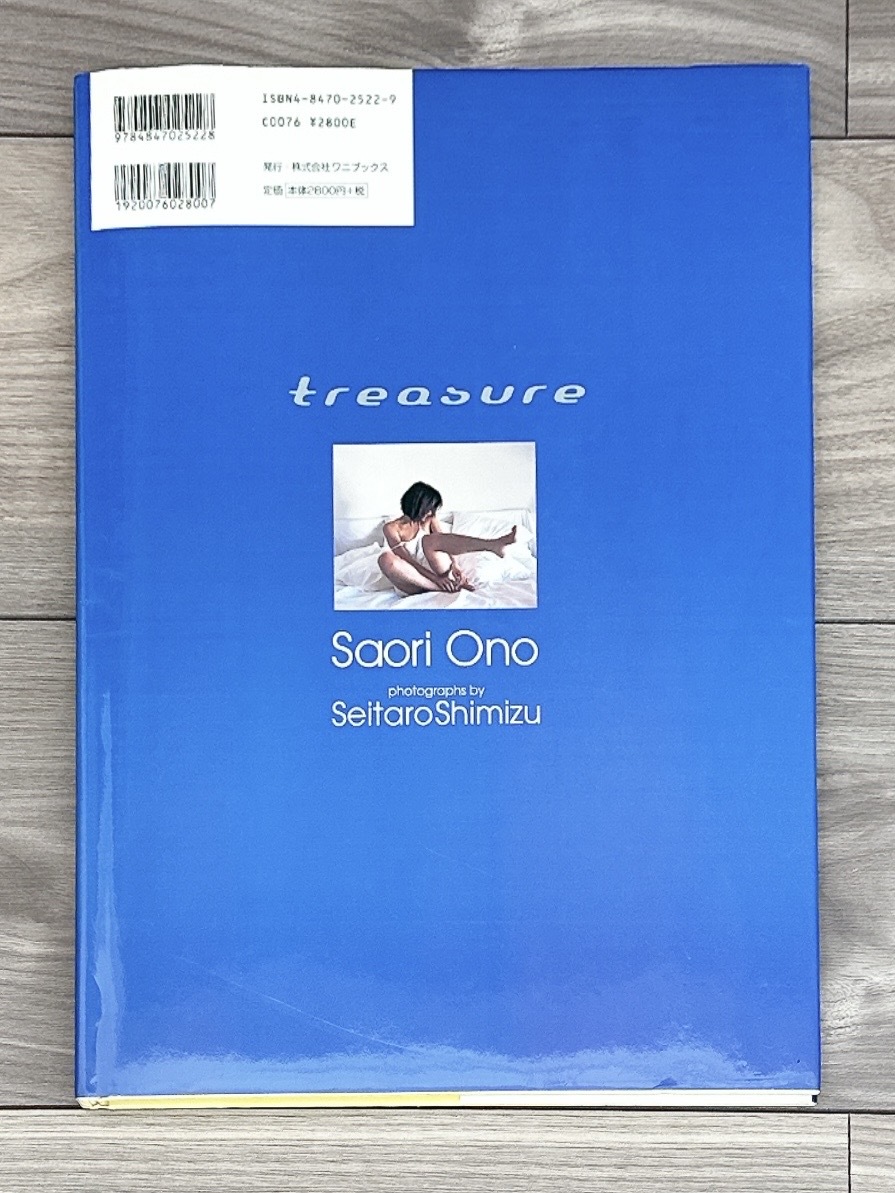 9784847025228
1920076028007
ISBN4-8470-2522-9
C0076 ¥2800E
発行・株式会社ワニブックス
定価 本体2800円+税
treasure
Saori Ono
photographs by
SeitaroShimizu